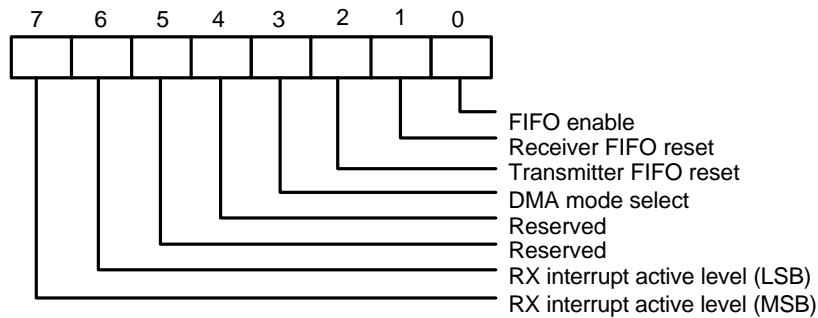 7 6 5 4 3 2 1 0
FIFO enable
Receiver FIFO reset
Transmitter FIFO reset
DMA mode select
Reserved
Reserved
RX interrupt active level (LSB)
RX interrupt active level (MSB)